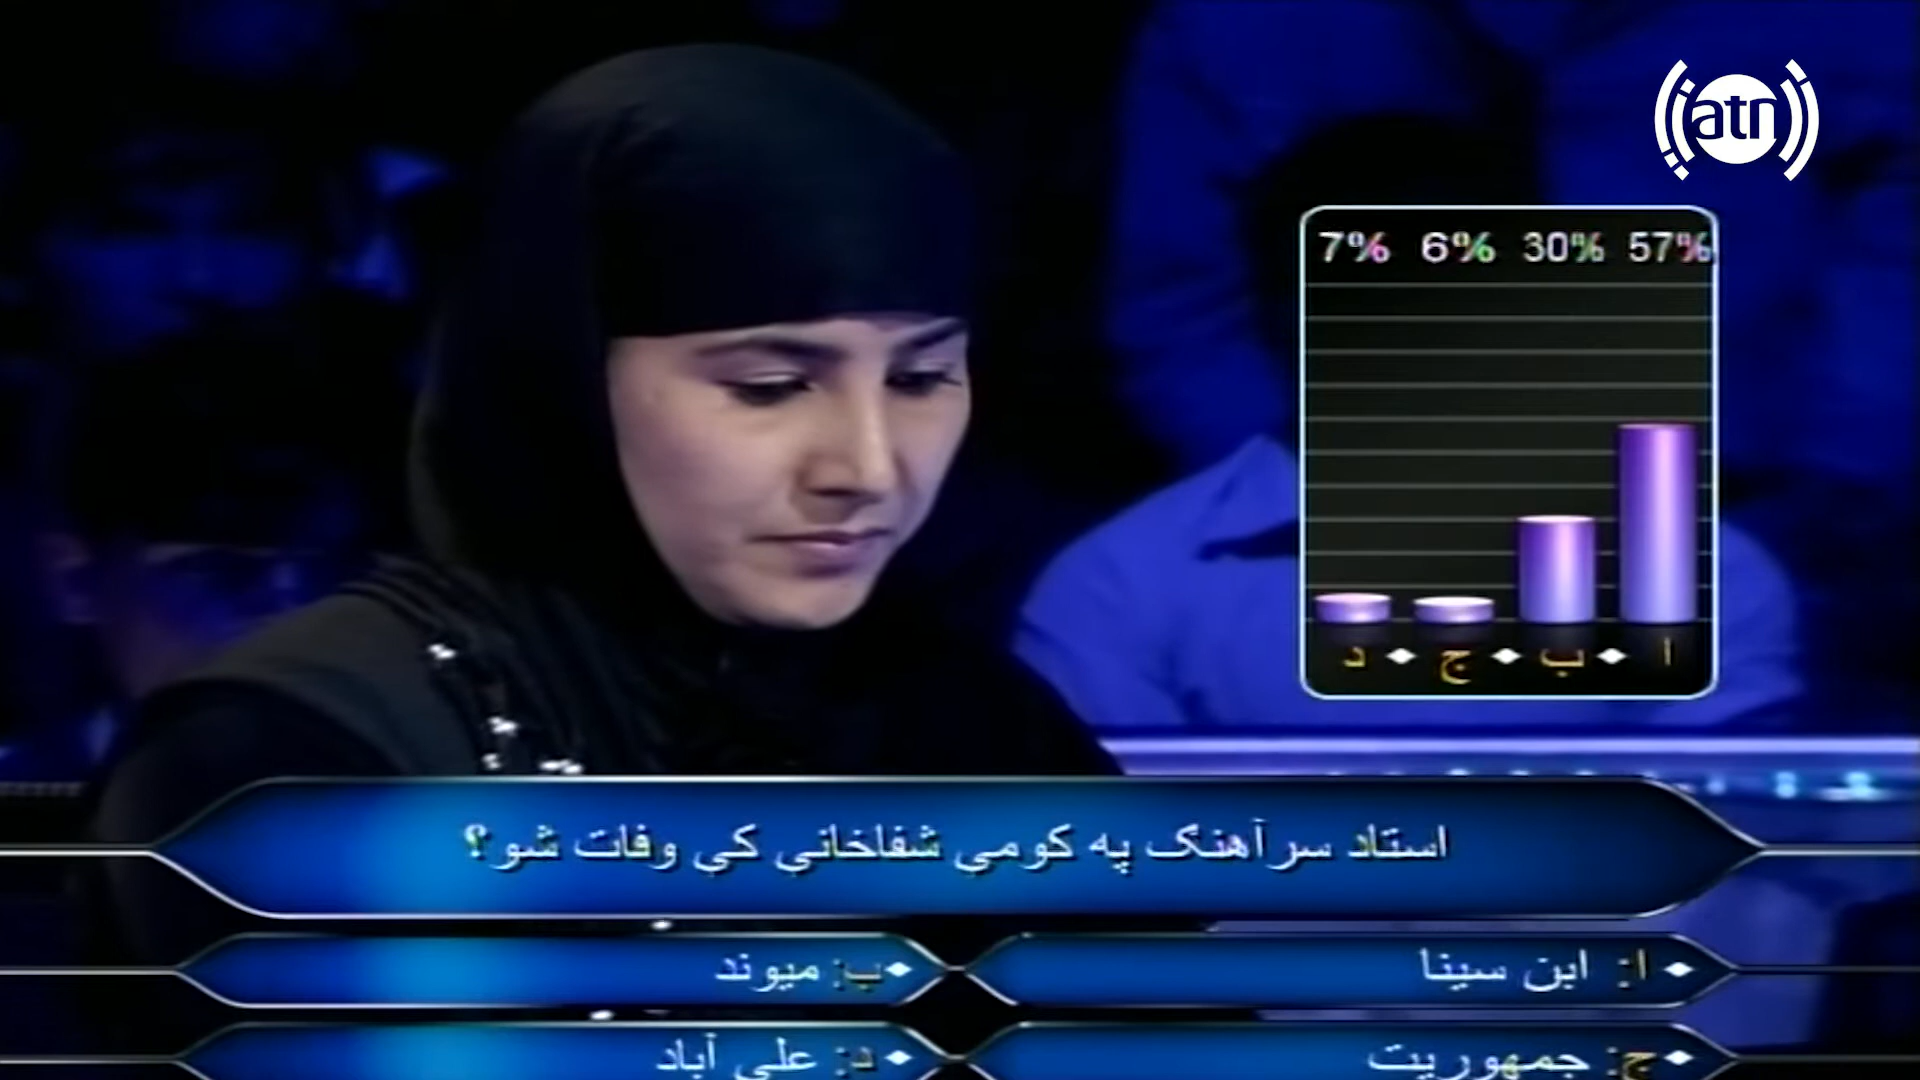 atn
7% 6% 30% 57%
ا ب ج د
استاد سرآهنګ په کومې شفاخانې کې وفات شو؟
ا: ابن سینا
ب: میوند
ج: جمهوریت
د: علی آباد